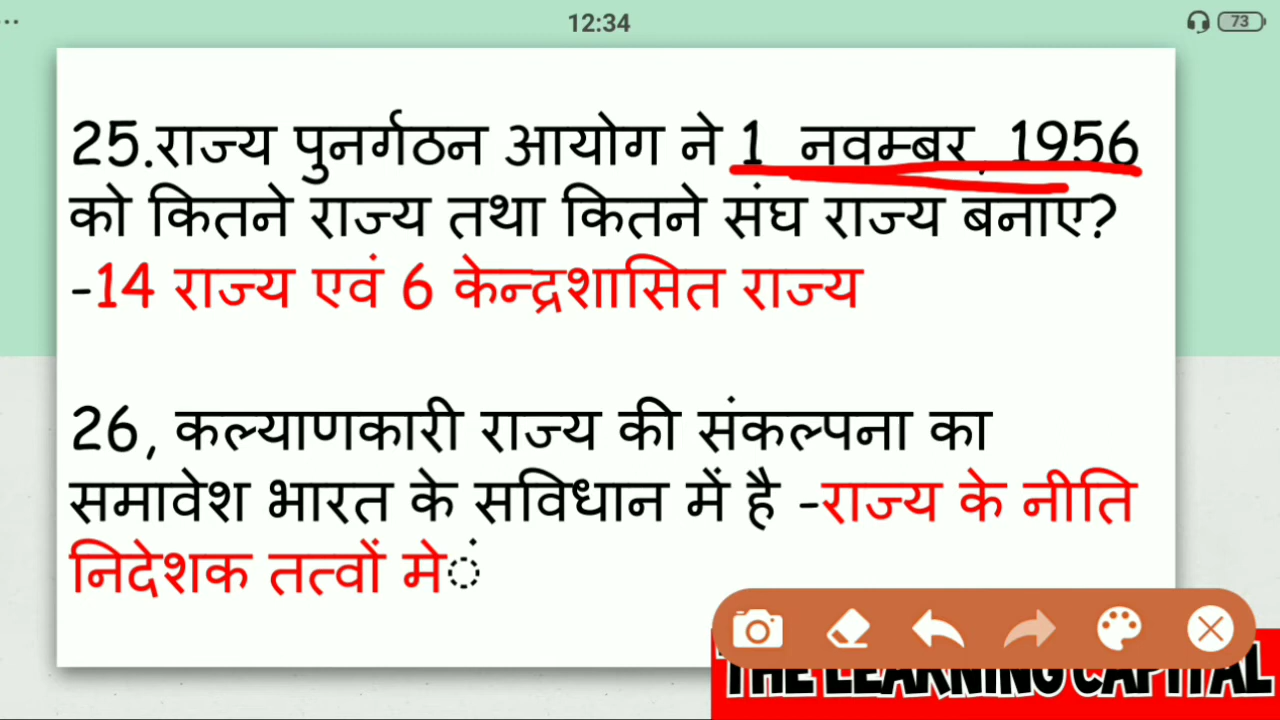 12:34
73
25.राज्य पुनर्गठन आयोग ने 1 नवम्बर, 1956
को कितने राज्य तथा कितने संघ राज्य बनाए?
-14 राज्य एवं 6 केन्द्रशासित राज्य
26, कल्याणकारी राज्य की संकल्पना का
समावेश भारत के सविधान में है -राज्य के नीति
निदेशक तत्वों मे◌ं
THE LEARNING CAPITAL